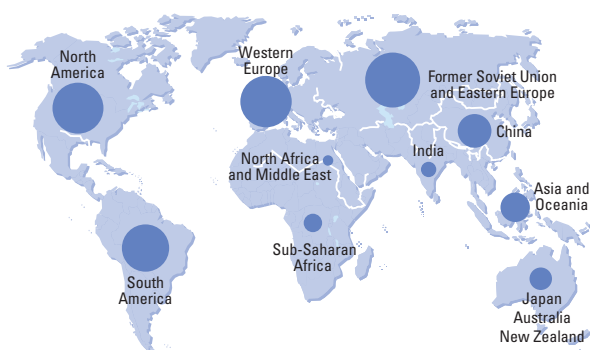 North
America
Western
Europe
Former Soviet Union
and Eastern Europe
China
India
North Africa
and Middle East
Asia and
Oceania
Sub-Saharan
Africa
South
America
Japan
Australia
New Zealand